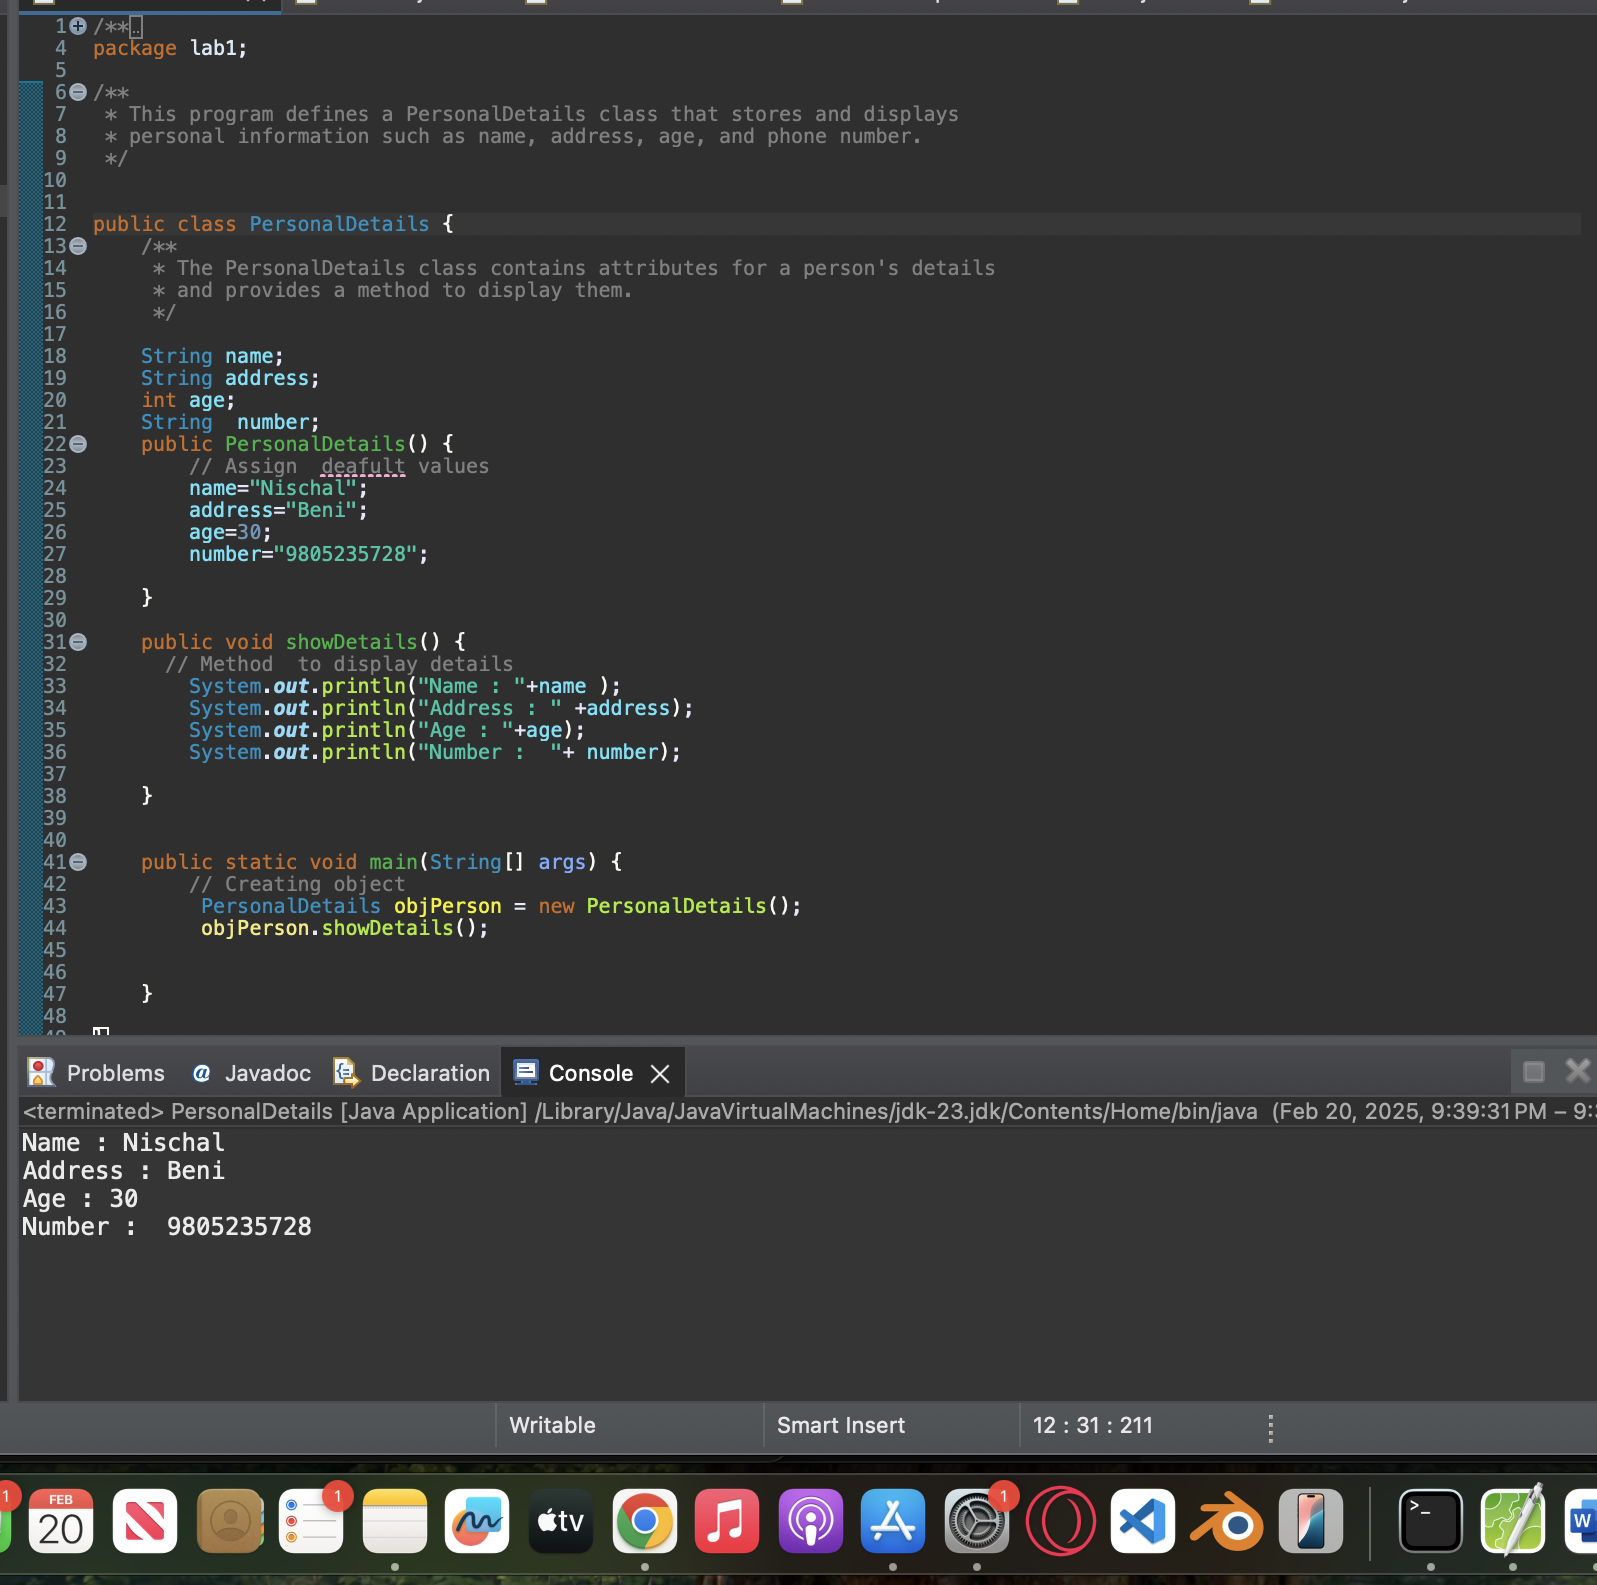 1 /**
4 package lab1;
5
6 /**
7  * This program defines a PersonalDetails class that stores and displays
8  * personal information such as name, address, age, and phone number.
9  */
10
11
12 public class PersonalDetails {
13     /**
14      * The PersonalDetails class contains attributes for a person's details
15      * and provides a method to display them.
16      */
17
18     String name;
19     String address;
20     int age;
21     String  number;
22     public PersonalDetails() {
23         // Assign  deafult values
24         name="Nischal";
25         address="Beni";
26         age=30;
27         number="9805235728";
28
29     }
30
31     public void showDetails() {
32       // Method  to display details
33         System.out.println("Name : "+name );
34         System.out.println("Address : " +address);
35         System.out.println("Age : "+age);
36         System.out.println("Number :  "+ number);
37
38     }
39
40
41     public static void main(String[] args) {
42         // Creating object
43          PersonalDetails objPerson = new PersonalDetails();
44          objPerson.showDetails();
45
46
47     }
48
Problems Javadoc Declaration Console
<terminated> PersonalDetails [Java Application] /Library/Java/JavaVirtualMachines/jdk-23.jdk/Contents/Home/bin/java (Feb 20, 2025, 9:39:31 PM – 9:
Name : Nischal
Address : Beni
Age : 30
Number :  9805235728
Writable Smart Insert 12 : 31 : 211
1 FEB 20 1 tv 1 >_ W